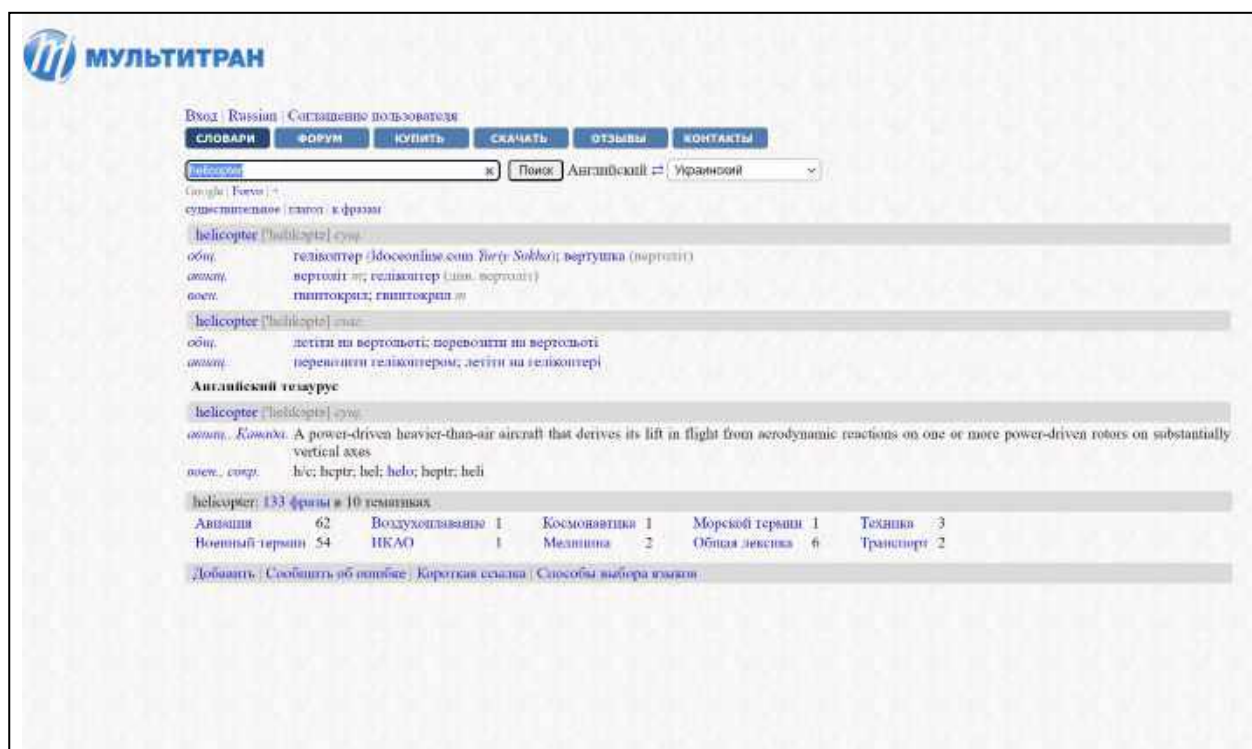 МУЛЬТИТРАН
Вход | Russian | Соглашение пользователя
СЛОВАРИ ФОРУМ КУПИТЬ СКАЧАТЬ ОТЗЫВЫ КОНТАКТЫ
helicopter × Поиск Английский ⇄ Украинский
Google | Forvo | +
существительное | глагол | к фразам
helicopter ['helikəptə] сущ.
общ. гелікоптер (ldoceonline.com Yuriy Sokha); вертушка (вертоліт)
авиац. вертоліт m; гелікоптер (див. вертоліт)
воен. гвинтокрил; гвинтокрил m
helicopter ['helikəptə] глаг.
общ. летіти на вертольоті; перевозити на вертольоті
авиац. перевозити гелікоптером; летіти на гелікоптері
Английский тезаурус
helicopter ['helikəptə] сущ.
авиац., Канада. A power-driven heavier-than-air aircraft that derives its lift in flight from aerodynamic reactions on one or more power-driven rotors on substantially
vertical axes
воен., сокр. h/c; hcptr; hel; helo; heptr; heli
helicopter: 133 фразы в 10 тематиках
Авиация 62 Воздухоплавание 1 Космонавтика 1 Морской термин 1 Техника 3
Военный термин 54 ИКАО 1 Медицина 2 Общая лексика 6 Транспорт 2
Добавить | Сообщить об ошибке | Короткая ссылка | Способы выбора языков